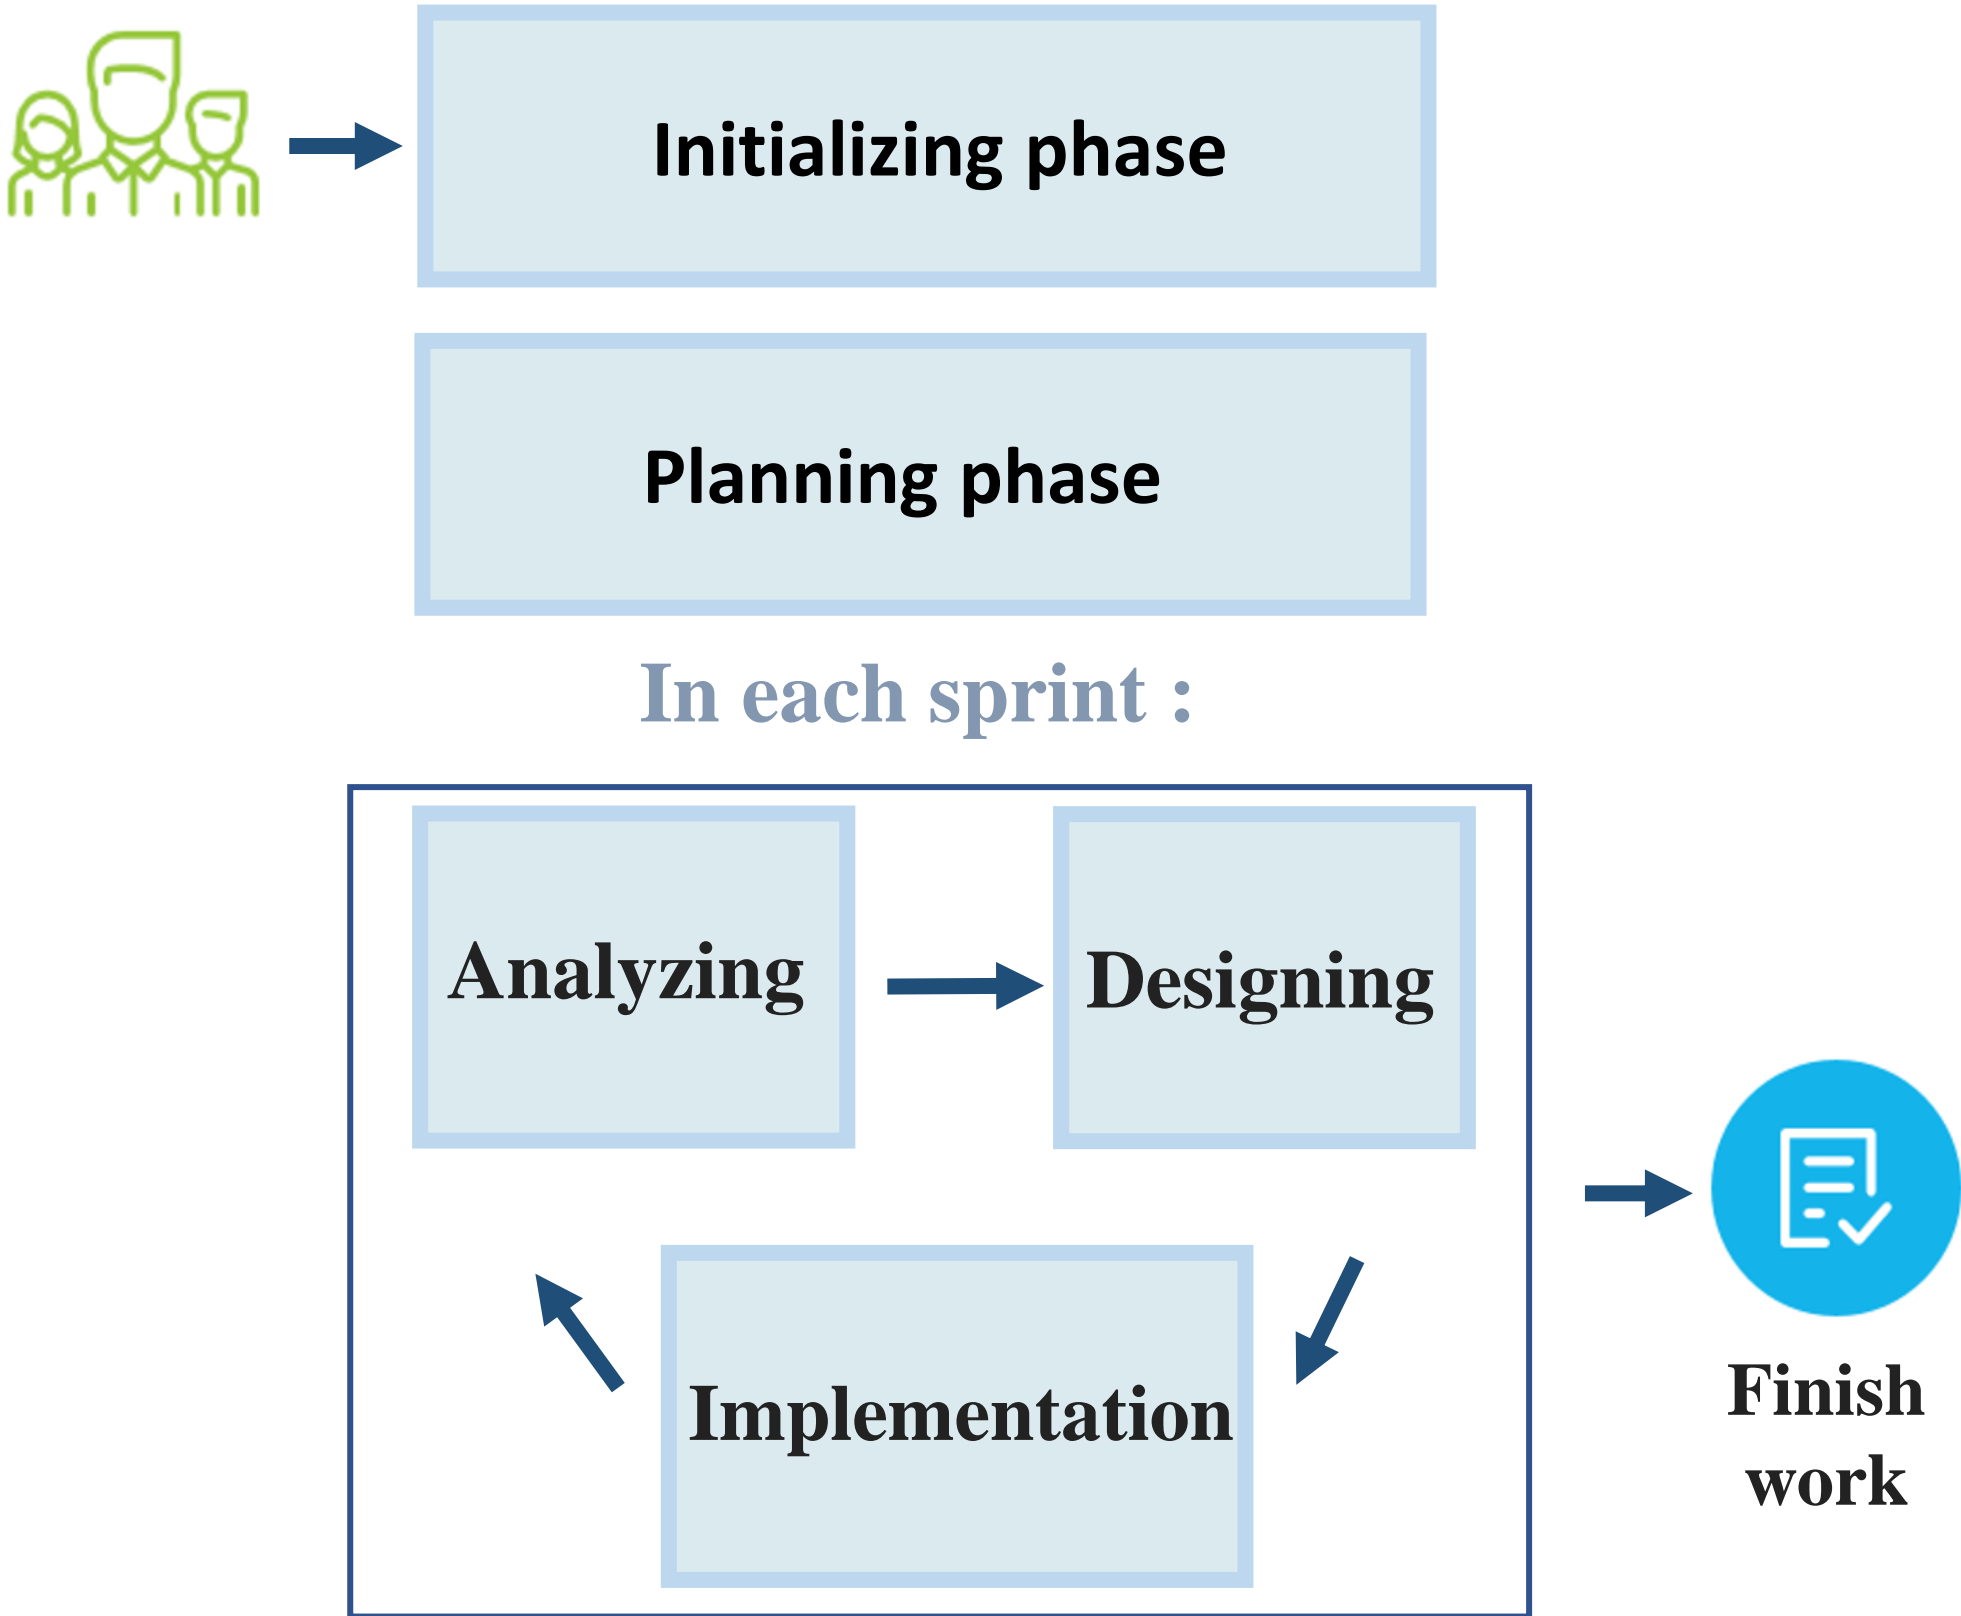 Initializing phase
Planning phase
In each sprint :
Analyzing
Designing
Implementation
Finish
work